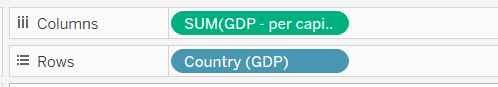 Columns SUM(GDP - per capi..
Rows Country (GDP)